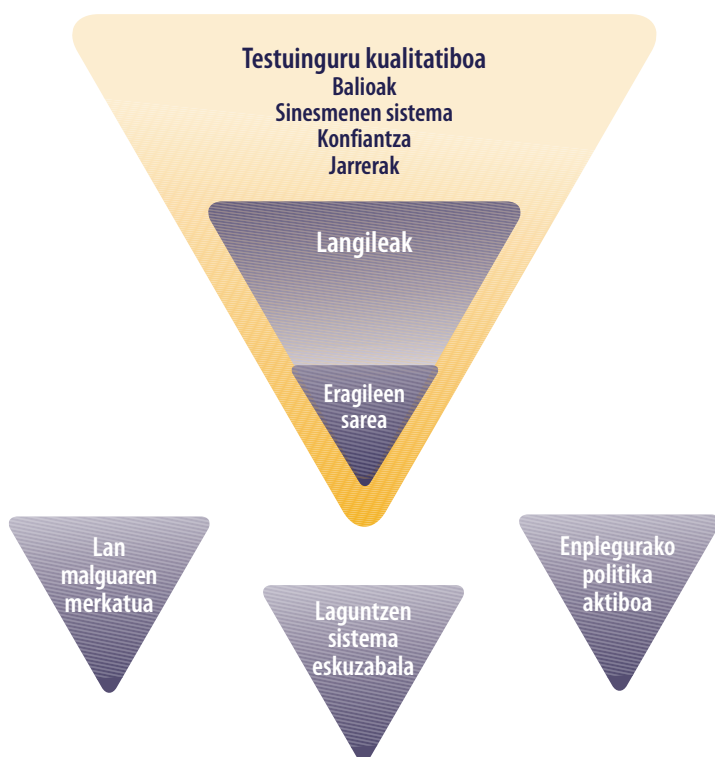 Testuinguru kualitatiboa
Balioak
Sinesmenen sistema
Konfiantza
Jarrerak
Langileak
Eragileen
sarea
Lan
malguaren
merkatua
Laguntzen
sistema
eskuzabala
Enplegurako
politika
aktiboa